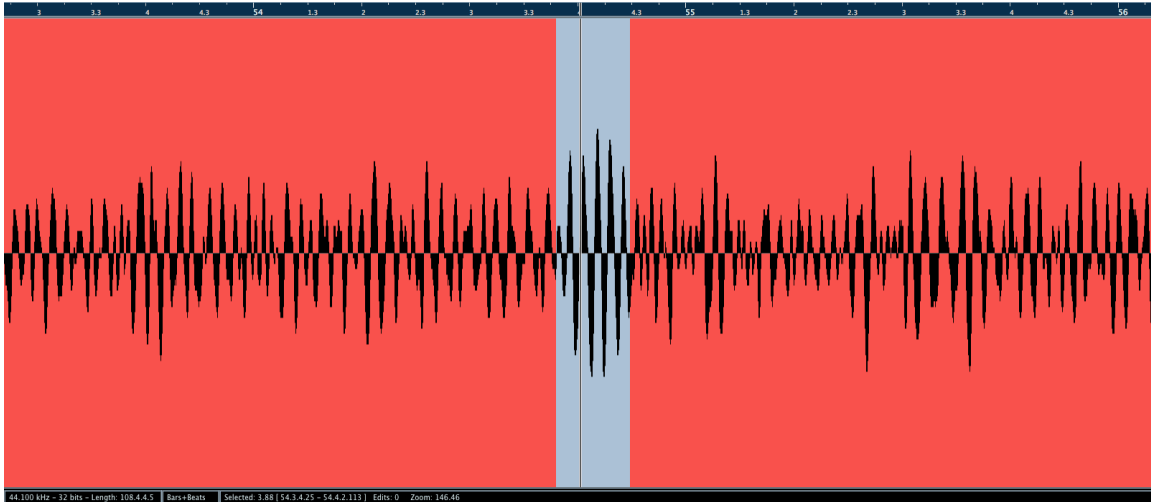 3 3.3 4 4.3 54 1.3 2 2.3 3 3.3 4.3 55 1.3 2 2.3 3 3.3 4 4.3 56
44.100 kHz - 32 bits - Length: 108.4.4.5 Bars+Beats Selected: 3.88 [ 54.3.4.25 - 54.4.2.113 ] Edits: 0 Zoom: 146.46